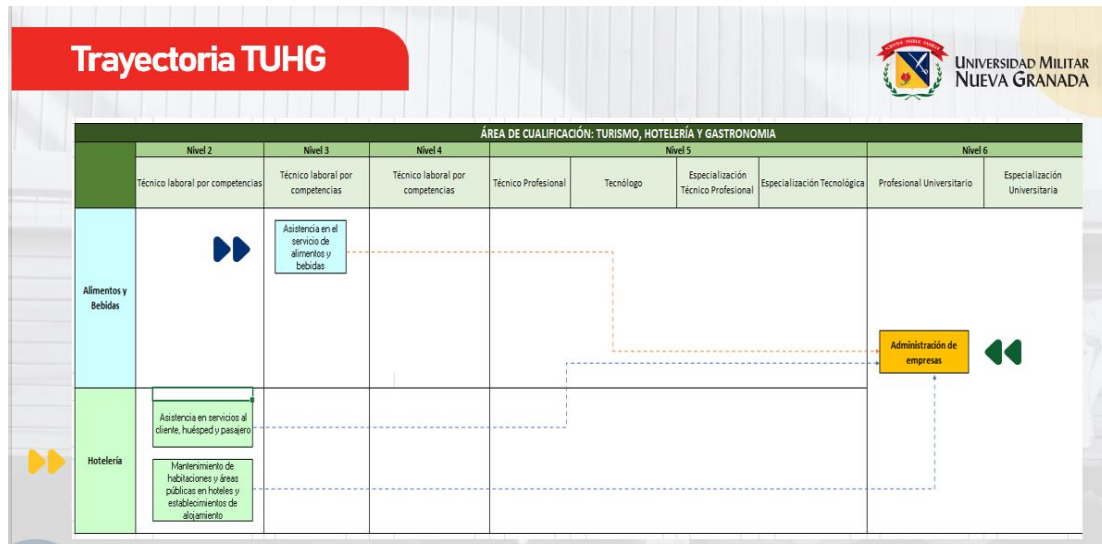 Trayectoria TUHG
UNIVERSIDAD MILITAR
NUEVA GRANADA
ÁREA DE CUALIFICACIÓN: TURISMO, HOTELERÍA Y GASTRONOMIA
Nivel 2
Nivel 3
Nivel 4
Nivel 5
Nivel 6
Técnico laboral por competencias
Técnico laboral por
competencias
Técnico laboral por
competencias
Técnico Profesional
Tecnólogo
Especialización
Técnico Profesional
Especialización Tecnológica
Profesional Universitario
Especialización
Universitaria
Alimentos y
Bebidas
Asistencia en el
servicio de
alimentos y
bebidas
Administración de
empresas
Hotelería
Asistencia en servicios al
cliente, huésped y pasajero
Mantenimiento de
habitaciones y áreas
públicas en hoteles y
establecimientos de
alojamiento